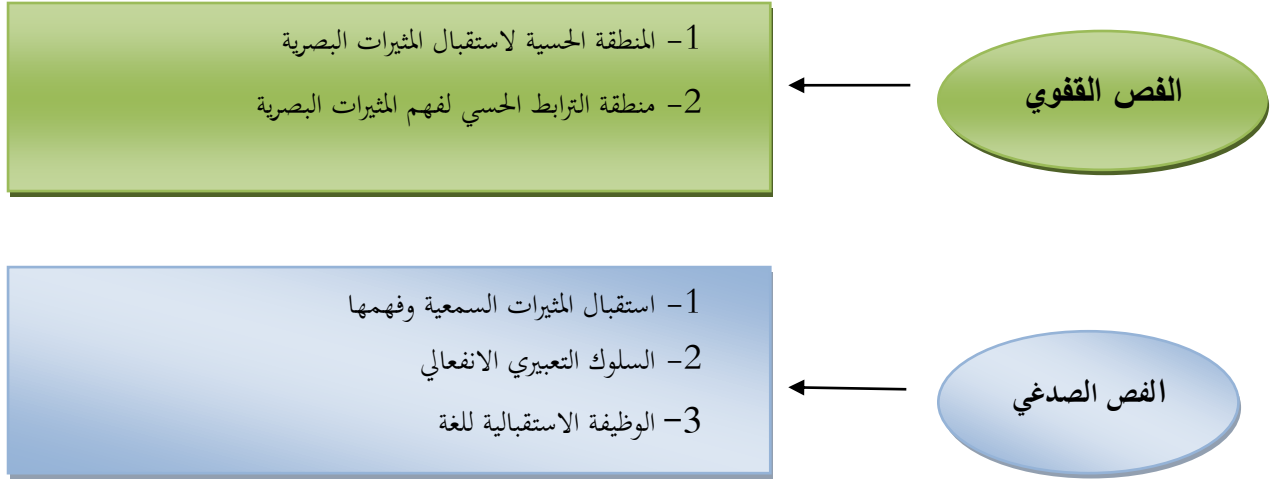 الفص القفوي
1- المنطقة الحسية لاستقبال المثيرات البصرية
2- منطقة الترابط الحسي لفهم المثيرات البصرية
الفص الصدغي
1- استقبال المثيرات السمعية وفهمها
2- السلوك التعبيري الانفعالي
3- الوظيفة الاستقبالية للغة